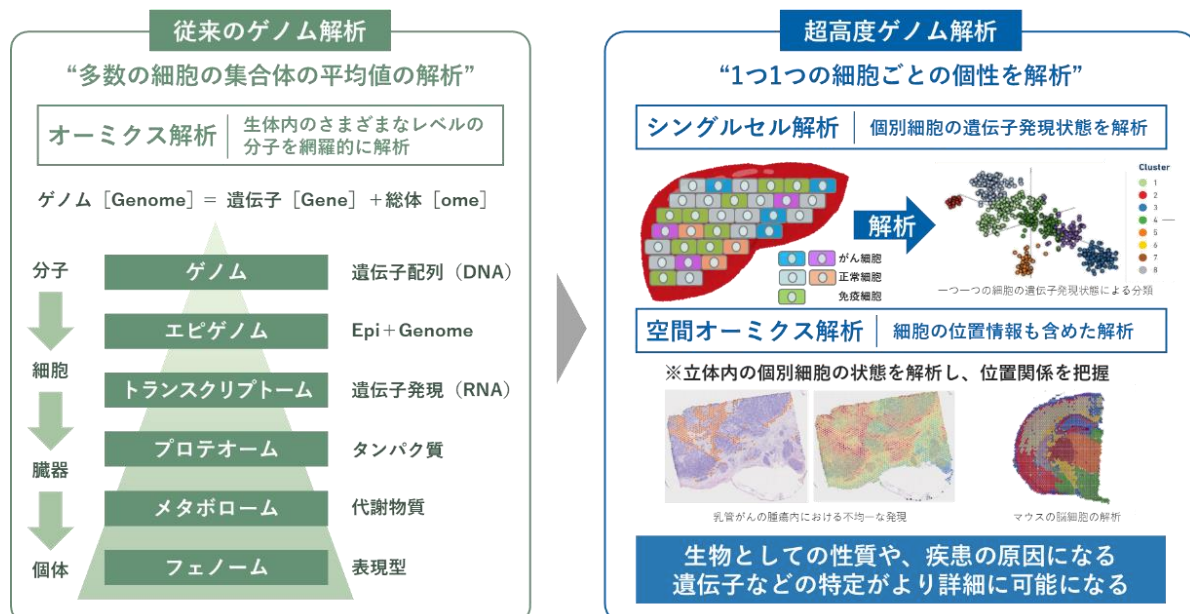 従来のゲノム解析
“多数の細胞の集合体の平均値の解析”
オーミクス解析
生体内のさまざまなレベルの
分子を網羅的に解析
ゲノム［Genome］＝ 遺伝子［Gene］＋総体［ome］
分子
細胞
臓器
個体
ゲノム 遺伝子配列（DNA）
エピゲノム Epi＋Genome
トランスクリプトーム 遺伝子発現（RNA）
プロテオーム タンパク質
メタボローム 代謝物質
フェノーム 表現型
超高度ゲノム解析
“1つ1つの細胞ごとの個性を解析”
シングルセル解析 個別細胞の遺伝子発現状態を解析
解析
がん細胞
正常細胞
免疫細胞
Cluster
1
2
3
4
5
6
7
8
一つ一つの細胞の遺伝子発現状態による分類
空間オーミクス解析 細胞の位置情報も含めた解析
※立体内の個別細胞の状態を解析し、位置関係を把握
乳管がんの腫瘍内における不均一な発現
マウスの脳細胞の解析
生物としての性質や、疾患の原因になる
遺伝子などの特定がより詳細に可能になる